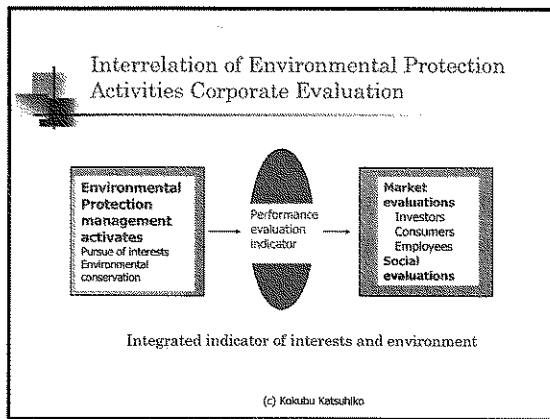 Interrelation of Environmental Protection
Activities Corporate Evaluation
Environmental
Protection
management
activates
Pursue of interests
Environmental
conservation
Performance
evaluation
indicator
Market
evaluations
Investors
Consumers
Employees
Social
evaluations
Integrated indicator of interests and environment
(c) Kokubu Katsuhiko